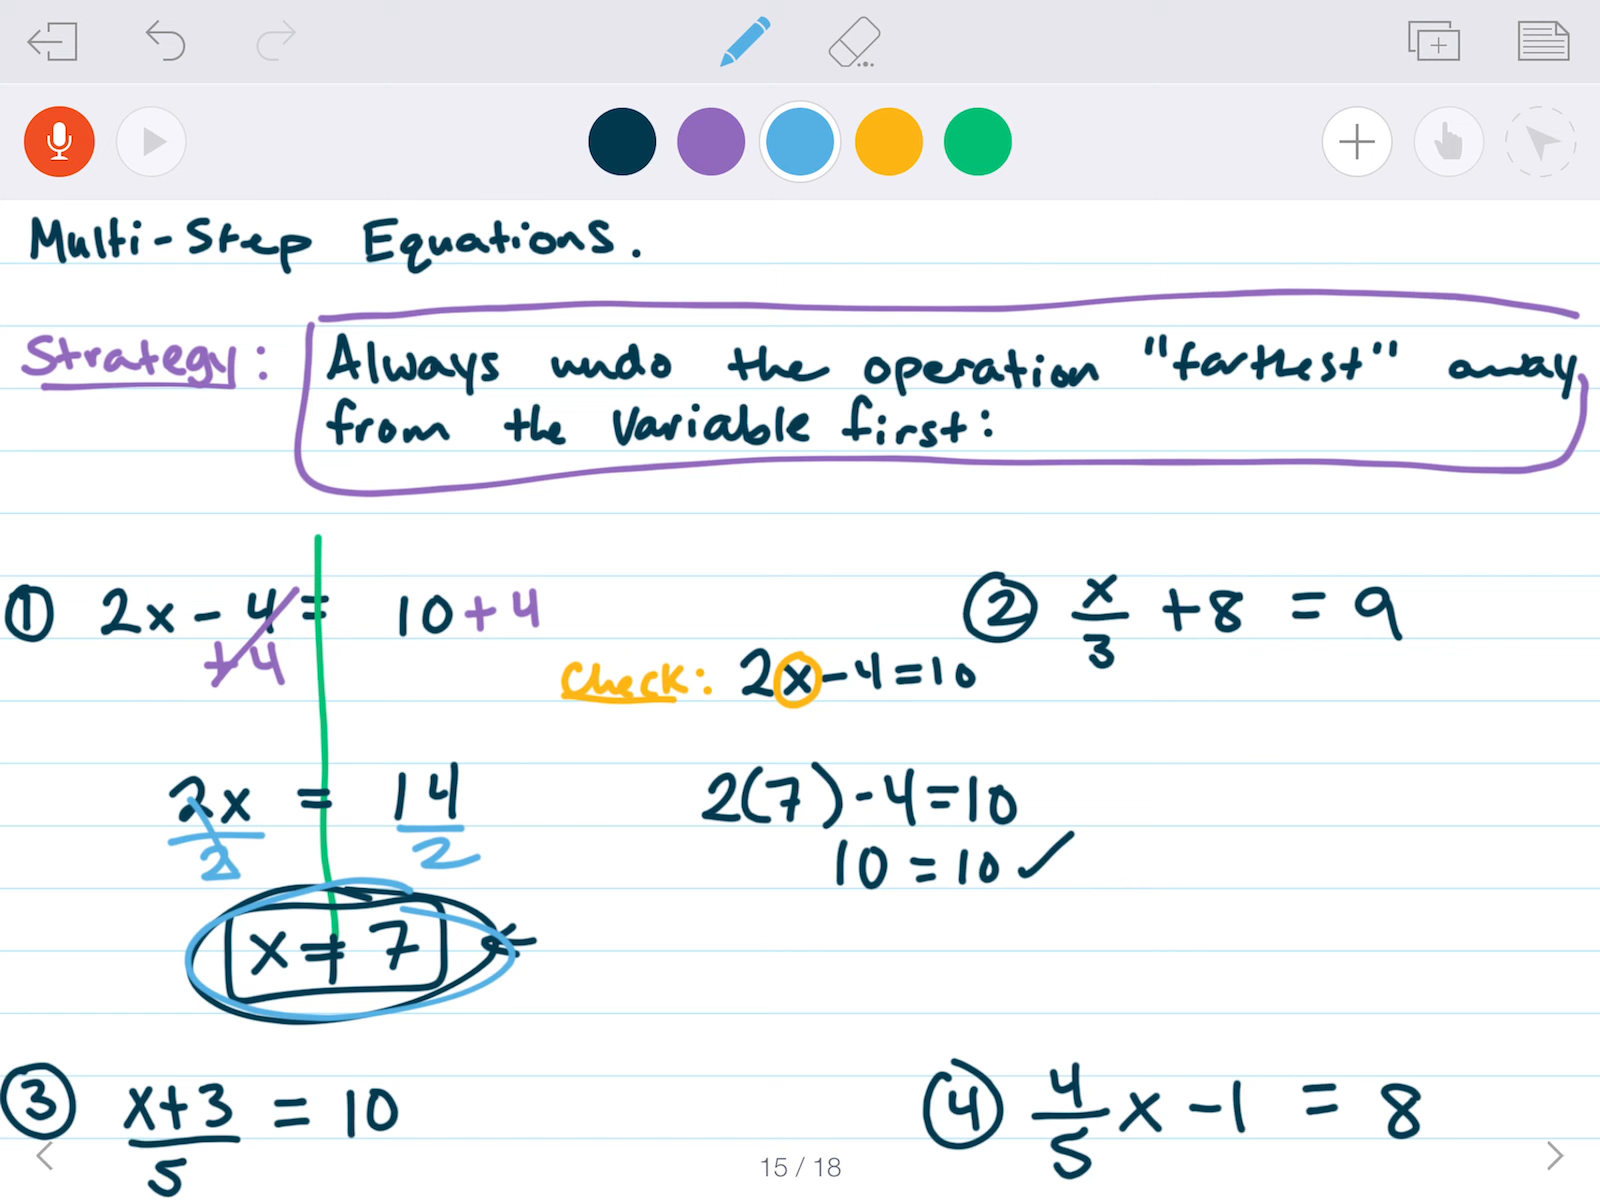 Multi-Step Equations.
Strategy: Always undo the operation "farthest" away
from the variable first:
① 2x - 4 = 10 + 4
+4
② x/3 + 8 = 9
Check: 2x - 4 = 10
2x = 14
2 2
2(7) - 4 = 10
10 = 10 ✓
x = 7
③ x+3/5 = 10
④ 4/5 x - 1 = 8
15 / 18